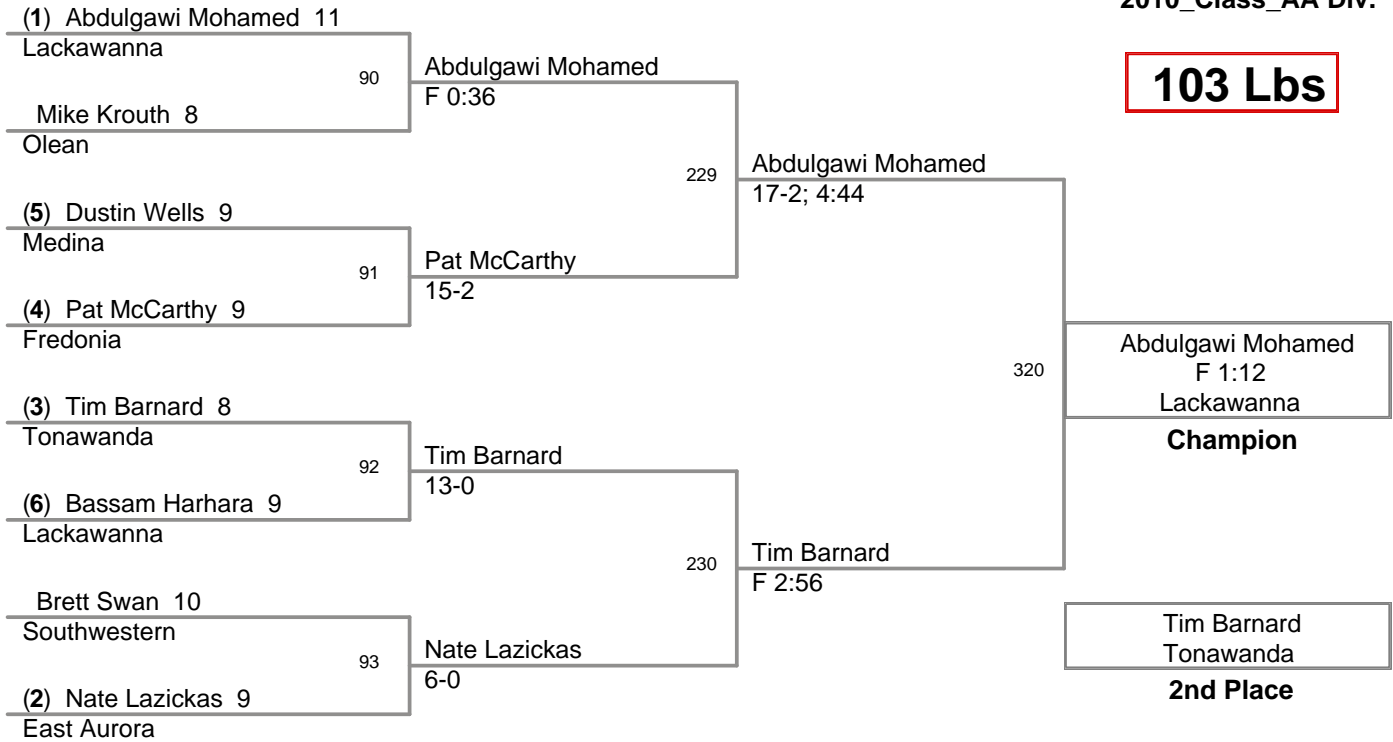 2010_Class_AA Div.
103 Lbs
(1) Abdulgawi Mohamed 11
Lackawanna
90
Mike Krouth 8
Olean
Abdulgawi Mohamed
F 0:36
(5) Dustin Wells 9
Medina
91
(4) Pat McCarthy 9
Fredonia
Pat McCarthy
15-2
229
Abdulgawi Mohamed
17-2; 4:44
(3) Tim Barnard 8
Tonawanda
92
(6) Bassam Harhara 9
Lackawanna
Tim Barnard
13-0
Brett Swan 10
Southwestern
93
(2) Nate Lazickas 9
East Aurora
Nate Lazickas
6-0
230
Tim Barnard
F 2:56
320
Abdulgawi Mohamed
F 1:12
Lackawanna
Champion
Tim Barnard
Tonawanda
2nd Place